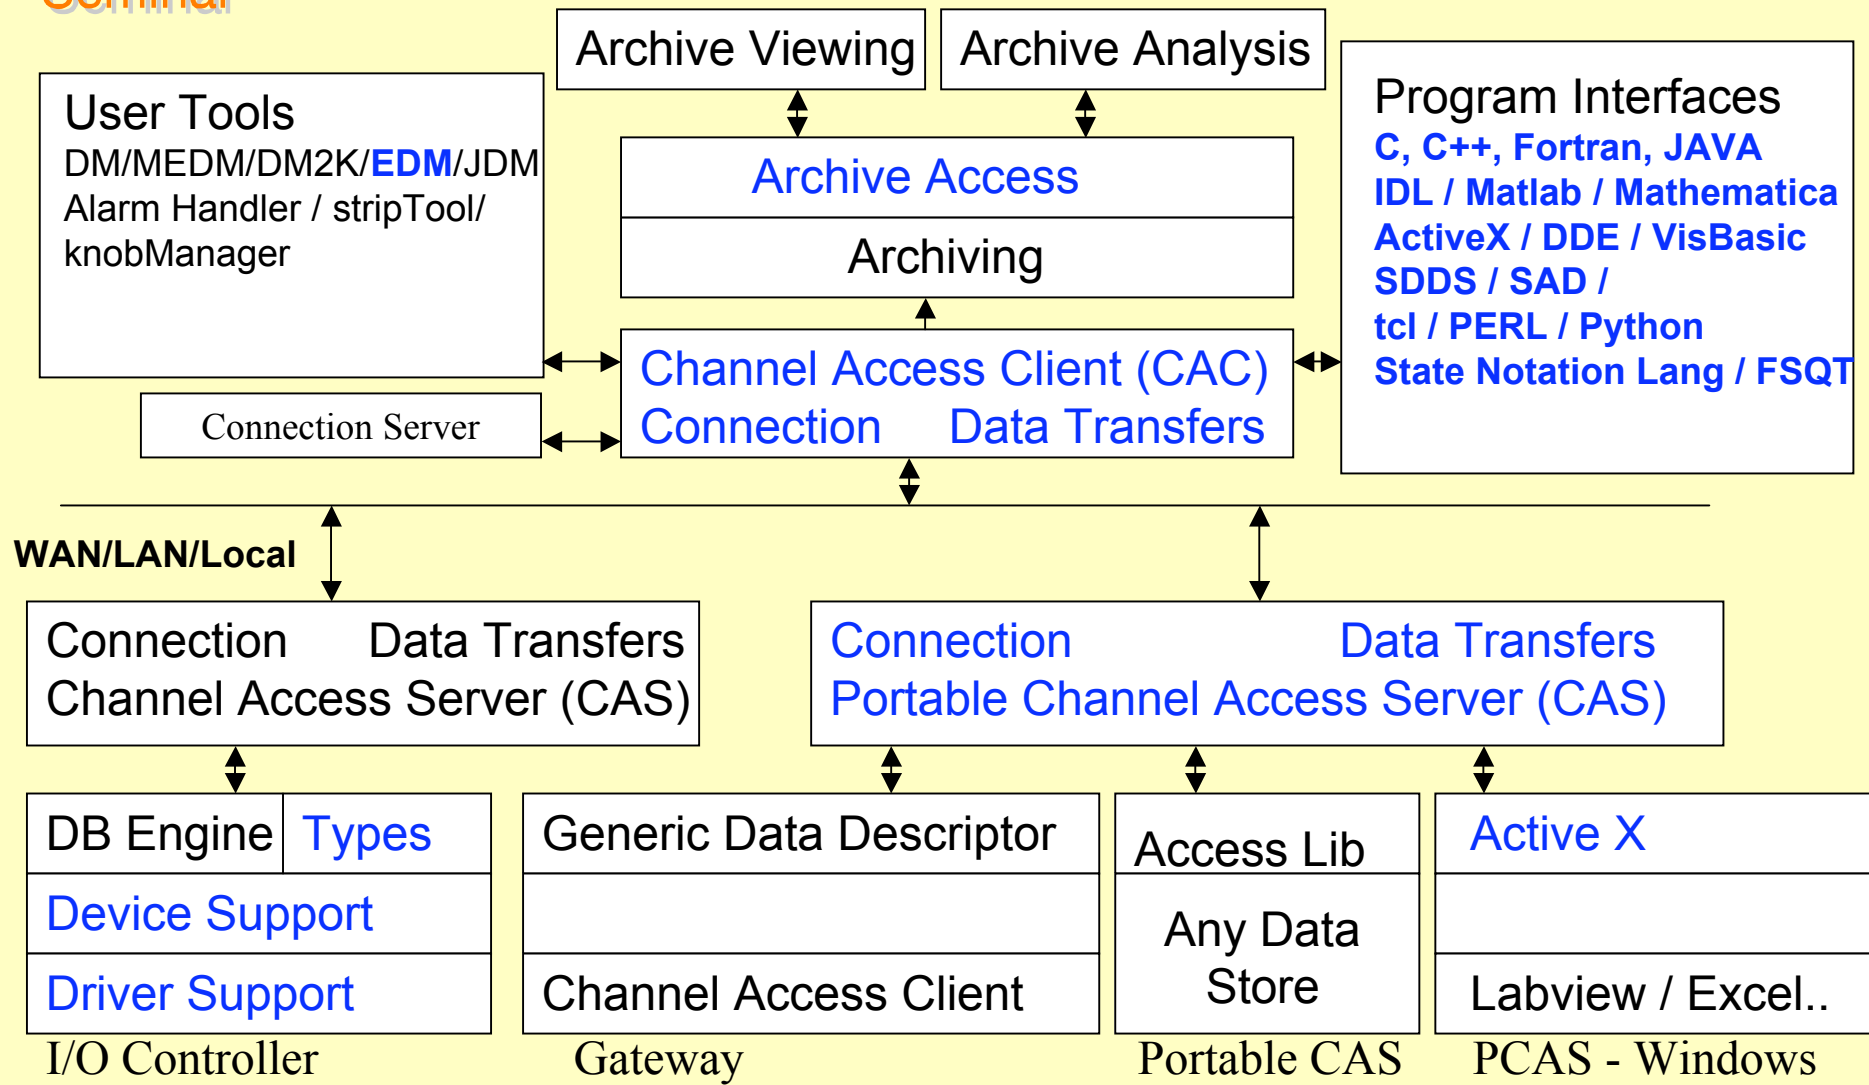 Archive Viewing
Archive Analysis
User Tools
DM/MEDM/DM2K/EDM/JDM
Alarm Handler / stripTool/
knobManager
Archive Access
Archiving
Program Interfaces
C, C++, Fortran, JAVA
IDL / Matlab / Mathematica
ActiveX / DDE / VisBasic
SDDS / SAD /
tcl / PERL / Python
State Notation Lang / FSQT
Channel Access Client (CAC)
Connection Data Transfers
Connection Server
WAN/LAN/Local
Connection Data Transfers
Channel Access Server (CAS)
Connection Data Transfers
Portable Channel Access Server (CAS)
DB Engine Types
Device Support
Driver Support
I/O Controller
Generic Data Descriptor
Channel Access Client
Gateway
Access Lib
Any Data
Store
Portable CAS
Active X
Labview / Excel..
PCAS - Windows